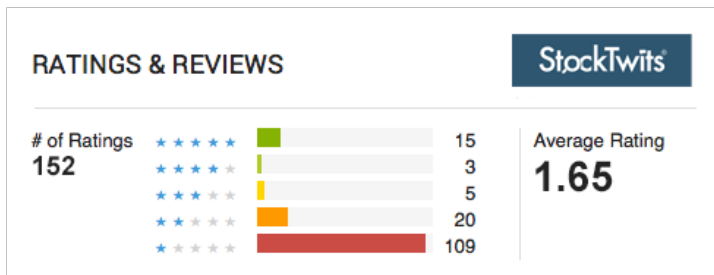 RATINGS & REVIEWS
StockTwits®
# of Ratings
152
15
3
5
20
109
Average Rating
1.65